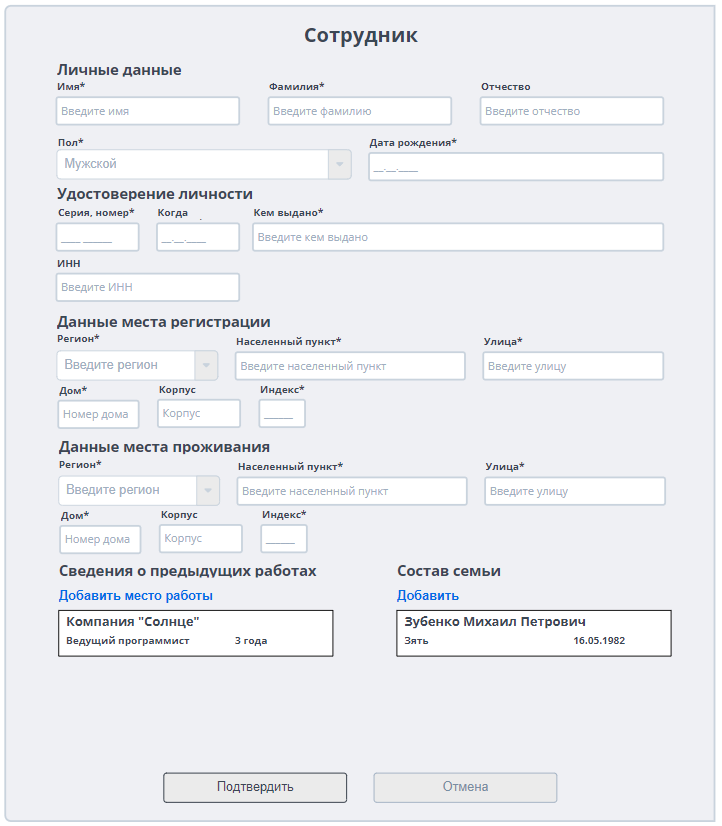 Сотрудник
Личные данные
Имя* Фамилия* Отчество
Введите имя Введите фамилию Введите отчество
Пол* Дата рождения*
Мужской __.__.____
Удостоверение личности
Серия, номер* Когда Кем выдано*
____ ______ __.__.____ Введите кем выдано
ИНН
Введите ИНН
Данные места регистрации
Регион* Населенный пункт* Улица*
Введите регион Введите населенный пункт Введите улицу
Дом* Корпус Индекс*
Номер дома Корпус ______
Данные места проживания
Регион* Населенный пункт* Улица*
Введите регион Введите населенный пункт Введите улицу
Дом* Корпус Индекс*
Номер дома Корпус ______
Сведения о предыдущих работах Состав семьи
Добавить место работы Добавить
Компания "Солнце" Зубенко Михаил Петрович
Ведущий программист 3 года Зять 16.05.1982
Подтвердить Отмена